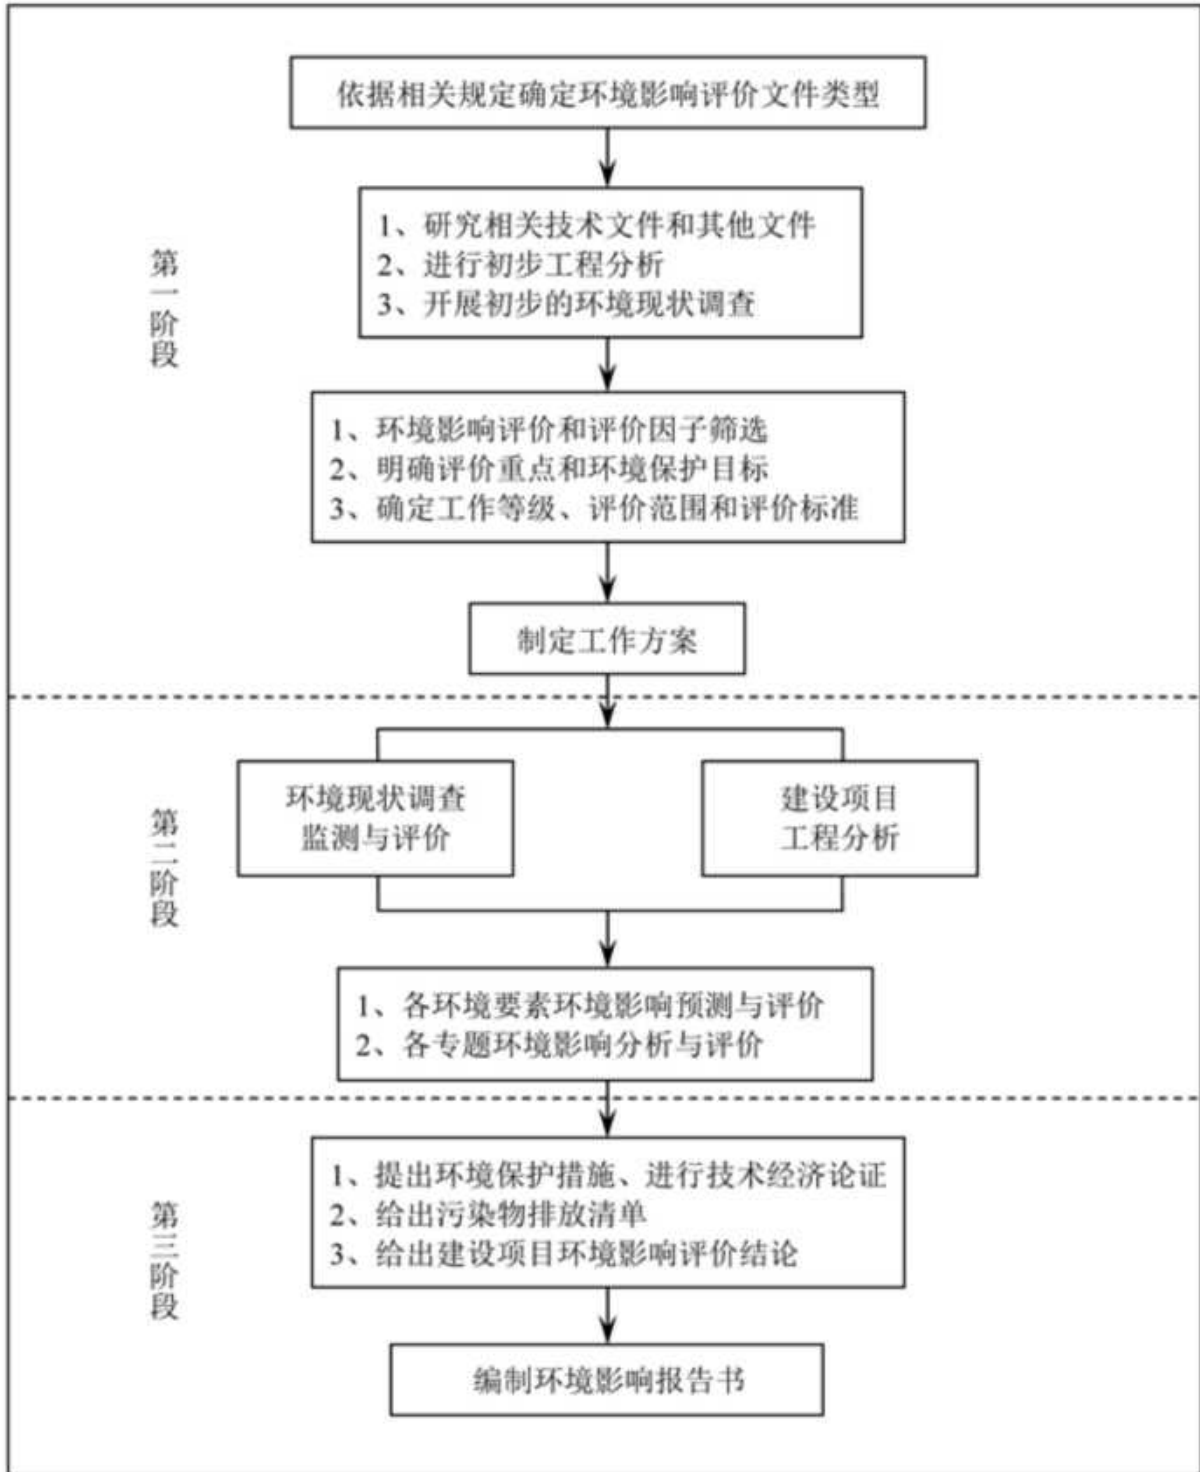 依据相关规定确定环境影响评价文件类型
第一阶段
1、研究相关技术文件和其他文件
2、进行初步工程分析
3、开展初步的环境现状调查
1、环境影响评价和评价因子筛选
2、明确评价重点和环境保护目标
3、确定工作等级、评价范围和评价标准
制定工作方案
第二阶段
环境现状调查
监测与评价
建设项目
工程分析
1、各环境要素环境影响预测与评价
2、各专题环境影响分析与评价
第三阶段
1、提出环境保护措施、进行技术经济论证
2、给出污染物排放清单
3、给出建设项目环境影响评价结论
编制环境影响报告书